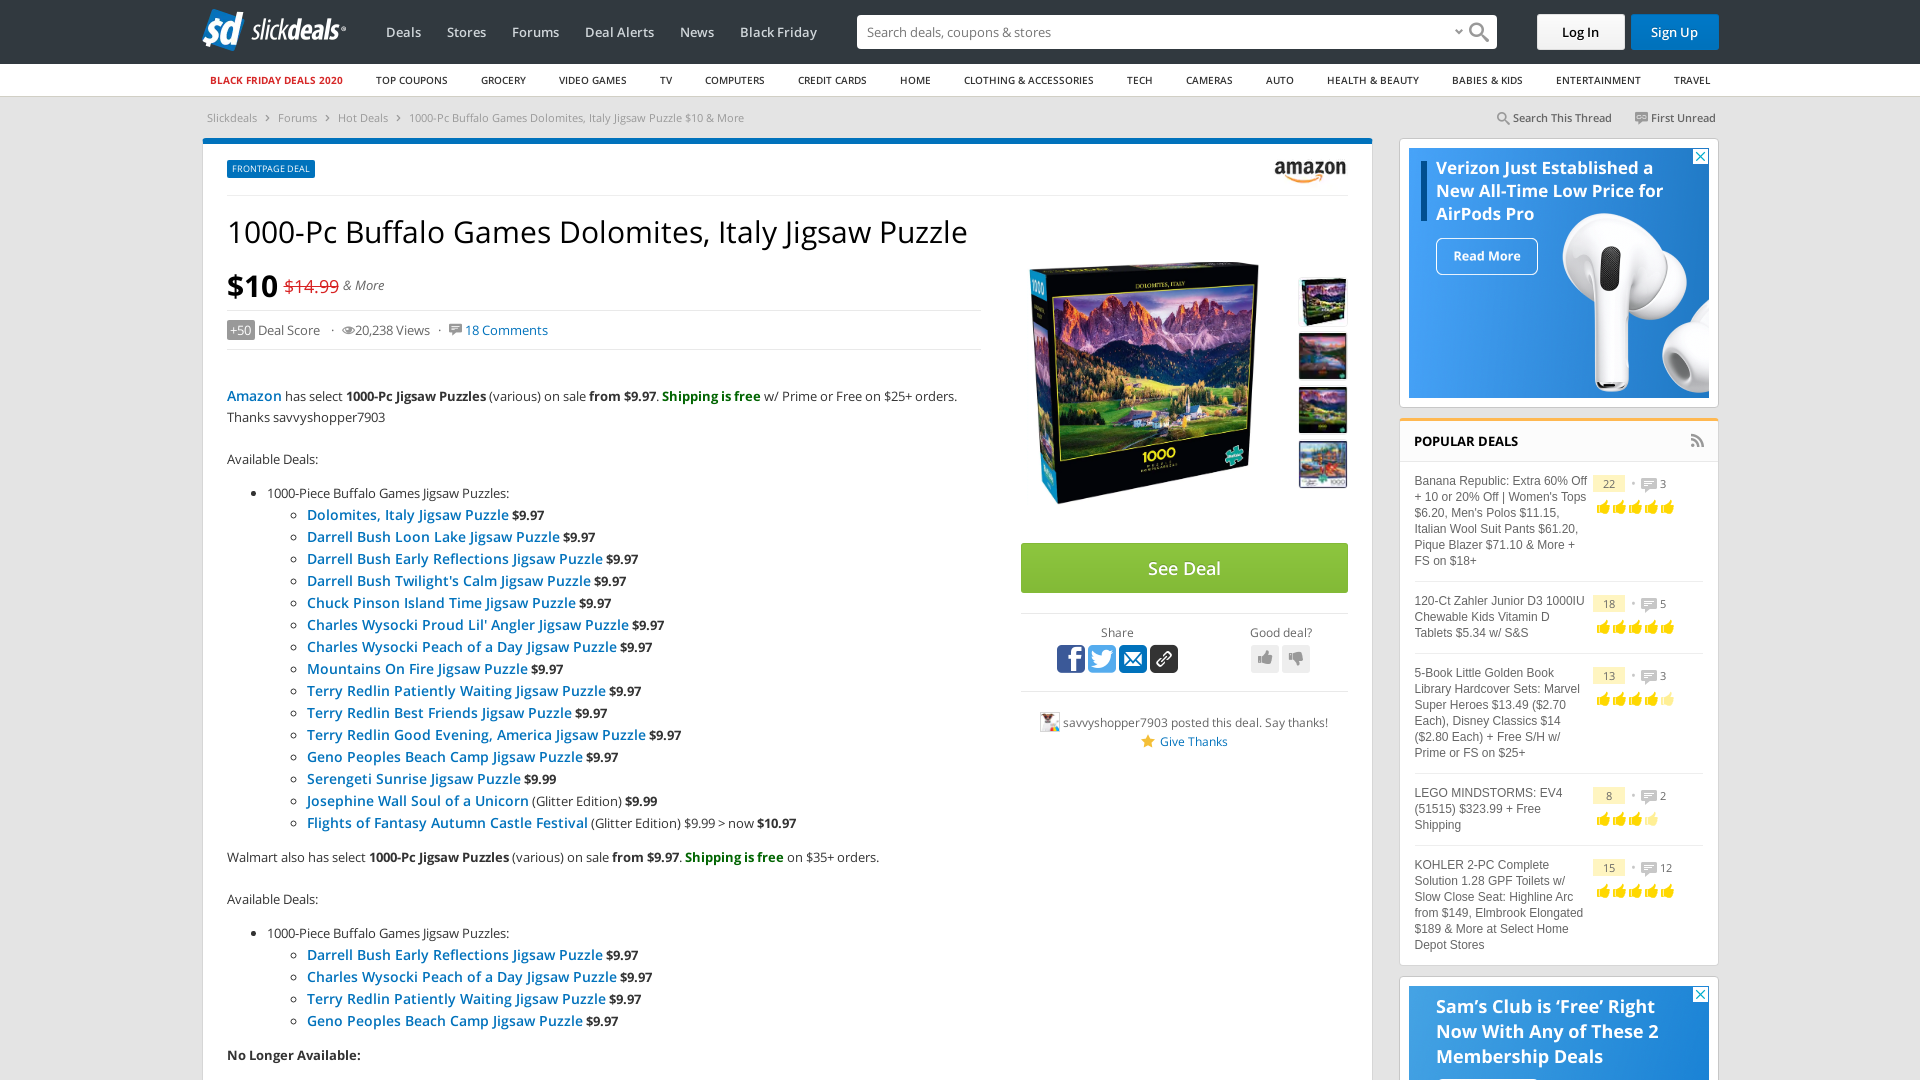 slickdeals
Deals Stores Forums Deal Alerts News Black Friday
Search deals, coupons & shops
Log In
Sign Up
BLACK FRIDAY DEALS 2020 TOP COUPONS GROCERY VIDEO GAMES TV COMPUTERS CREDIT CARDS HOME CLOTHING & ACCESSORIES TECH CAMERAS AUTO HEALTH & BEAUTY BABIES & KIDS ENTERTAINMENT TRAVEL
Slickdeals > Forums > Hot Deals > 1000-Pc Buffalo Games Dolomites, Italy Jigsaw Puzzle $10 & More
Search This Thread
First Unread
FRONTPAGE DEAL
amazon
1000-Pc Buffalo Games Dolomites, Italy Jigsaw Puzzle
$10 $14.99 & More
+50 Deal Score · 20,238 Views · 18 Comments
Amazon has select 1000-Pc Jigsaw Puzzles (various) on sale from $9.97. Shipping is free w/ Prime or Free on $25+ orders.
Thanks savvyshopper7903
Available Deals:
• 1000-Piece Buffalo Games Jigsaw Puzzles:
Dolomites, Italy Jigsaw Puzzle $9.97
Darrell Bush Loon Lake Jigsaw Puzzle $9.97
Darrell Bush Early Reflections Jigsaw Puzzle $9.97
Darrell Bush Twilight's Calm Jigsaw Puzzle $9.97
Chuck Pinson Island Time Jigsaw Puzzle $9.97
Charles Wysocki Proud Lil' Angler Jigsaw Puzzle $9.97
Charles Wysocki Peach of a Day Jigsaw Puzzle $9.97
Mountains On Fire Jigsaw Puzzle $9.97
Terry Redlin Patiently Waiting Jigsaw Puzzle $9.97
Terry Redlin Best Friends Jigsaw Puzzle $9.97
Terry Redlin Good Evening, America Jigsaw Puzzle $9.97
Geno Peoples Beach Camp Jigsaw Puzzle $9.97
Serengeti Sunrise Jigsaw Puzzle $9.99
Josephine Wall Soul of a Unicorn (Glitter Edition) $9.99
Flights of Fantasy Autumn Castle Festival (Glitter Edition) $9.99 > now $10.97
Walmart also has select 1000-Pc Jigsaw Puzzles (various) on sale from $9.97. Shipping is free on $35+ orders.
Available Deals:
• 1000-Piece Buffalo Games Jigsaw Puzzles:
Darrell Bush Early Reflections Jigsaw Puzzle $9.97
Charles Wysocki Peach of a Day Jigsaw Puzzle $9.97
Terry Redlin Patiently Waiting Jigsaw Puzzle $9.97
Geno Peoples Beach Camp Jigsaw Puzzle $9.97
No Longer Available:
DOLOMITES, ITALY
1000
See Deal
Share
Good deal?
savvyshopper7903 posted this deal. Say thanks!
Give Thanks
Verizon Just Established a
New All-Time Low Price for
AirPods Pro
Read More
POPULAR DEALS
Banana Republic: Extra 60% Off 22 • 3
+ 10 or 20% Off | Women's Tops
$6.20, Men's Polos $11.15,
Italian Wool Suit Pants $61.20,
Pique Blazer $71.10 & More +
FS on $18+
120-Ct Zahler Junior D3 1000IU 18 • 5
Chewable Kids Vitamin D
Tablets $5.34 w/ S&S
5-Book Little Golden Book 13 • 3
Library Hardcover Sets: Marvel
Super Heroes $13.49 ($2.70
Each), Disney Classics $14
($2.80 Each) + Free S/H w/
Prime or FS on $25+
LEGO MINDSTORMS: EV4 8 • 2
(51515) $323.99 + Free
Shipping
KOHLER 2-PC Complete 15 • 12
Solution 1.28 GPF Toilets w/
Slow Close Seat: Highline Arc
from $149, Elmbrook Elongated
$189 & More at Select Home
Depot Stores
Sam's Club is 'Free' Right
Now With Any of These 2
Membership Deals